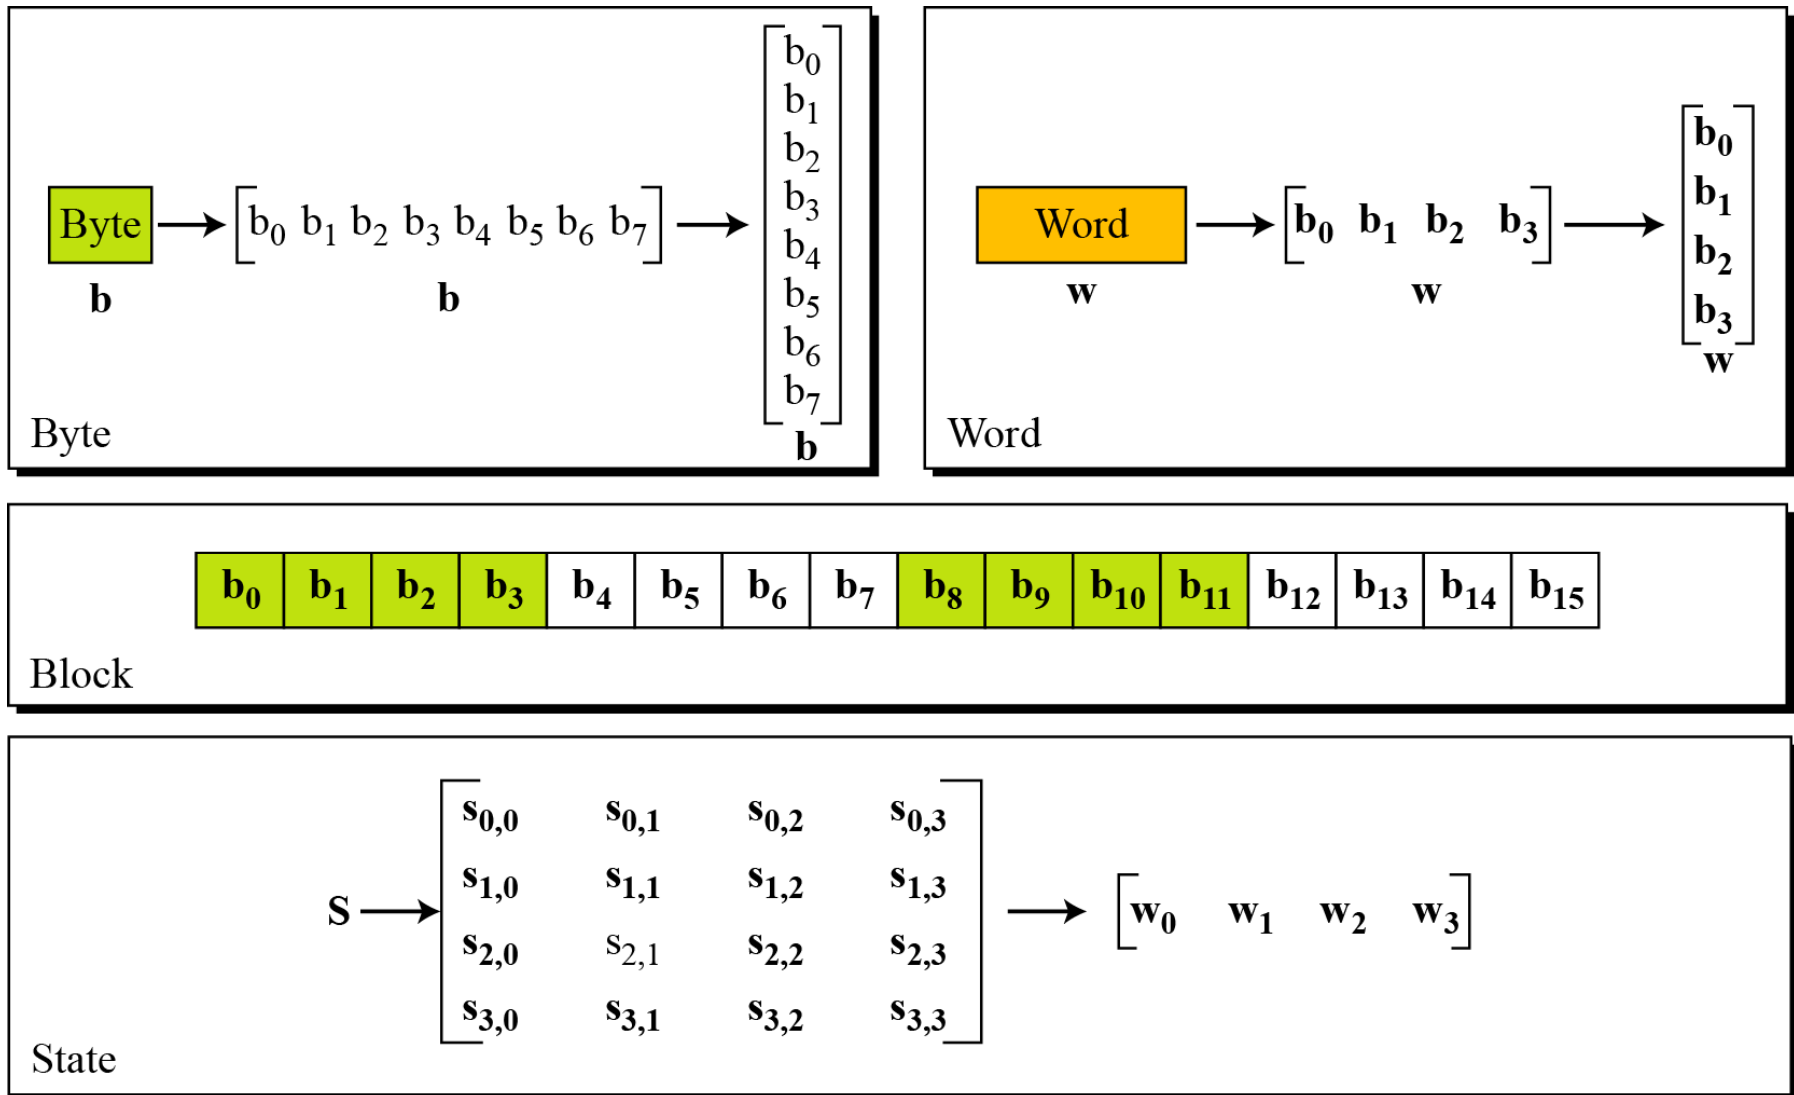 Byte
b
b₀ b₁ b₂ b₃ b₄ b₅ b₆ b₇
b
b₀
b₁
b₂
b₃
b₄
b₅
b₆
b₇
b
Byte
Word
w
b₀ b₁ b₂ b₃
w
b₀
b₁
b₂
b₃
w
Word
b₀ b₁ b₂ b₃ b₄ b₅ b₆ b₇ b₈ b₉ b₁₀ b₁₁ b₁₂ b₁₃ b₁₄ b₁₅
Block
S
s₀,₀ s₀,₁ s₀,₂ s₀,₃
s₁,₀ s₁,₁ s₁,₂ s₁,₃
s₂,₀ s₂,₁ s₂,₂ s₂,₃
s₃,₀ s₃,₁ s₃,₂ s₃,₃
w₀ w₁ w₂ w₃
State